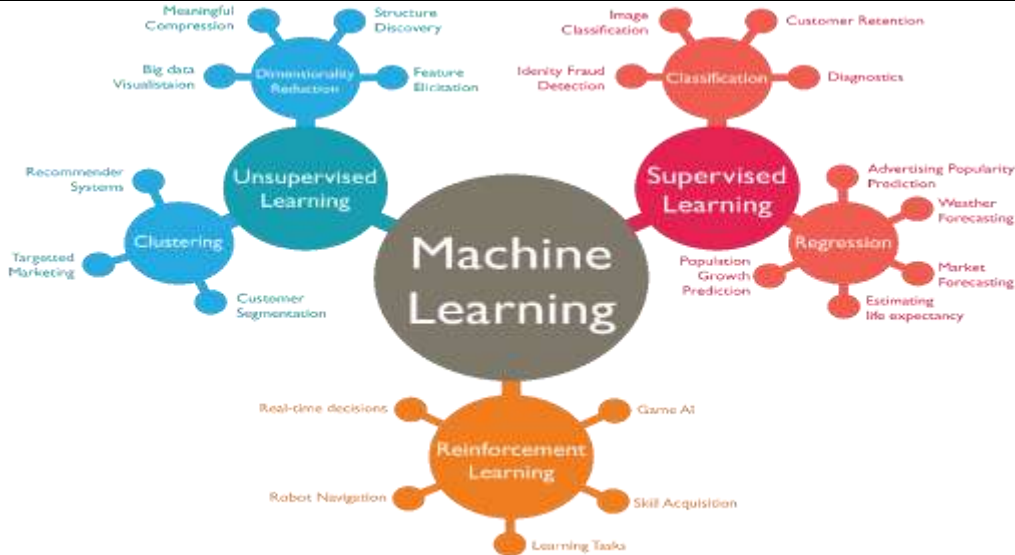 Machine
Learning
Unsupervised
Learning
Dimentionality
Reduction
Meaningful
Compression
Structure
Discovery
Big data
Visualistaion
Feature
Elicitation
Clustering
Recommender
Systems
Targetted
Marketing
Customer
Segmentation
Supervised
Learning
Classification
Image
Classification
Customer Retention
Idenity Fraud
Detection
Diagnostics
Regression
Advertising Popularity
Prediction
Weather
Forecasting
Population
Growth
Prediction
Market
Forecasting
Estimating
life expectancy
Reinforcement
Learning
Real-time decisions
Game AI
Robot Navigation
Skill Acquisition
Learning Tasks